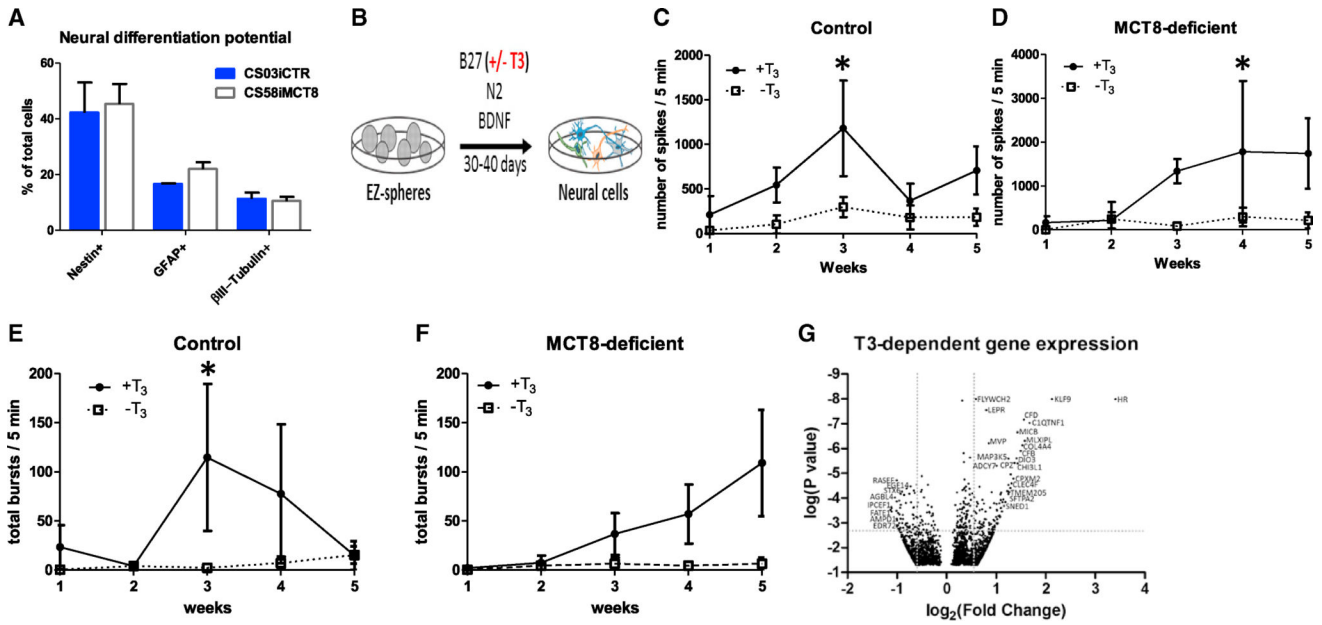 A
Neural differentiation potential
CS03iCTR
CS58iMCT8
% of total cells
60
40
20
0
Nestin+
GFAP+
βIII–Tubulin+
B
B27 (+/- T3)
N2
BDNF
30-40 days
EZ-spheres
Neural cells
C
Control
+T3
-T3
*
number of spikes / 5 min
2000
1500
1000
500
0
1 2 3 4 5
Weeks
D
MCT8-deficient
+T3
-T3
*
number of spikes / 5 min
4000
3000
2000
1000
0
1 2 3 4 5
Weeks
E
Control
+T3
-T3
*
total bursts / 5 min
200
150
100
50
0
1 2 3 4 5
weeks
F
MCT8-deficient
+T3
-T3
total bursts / 5 min
200
150
100
50
0
1 2 3 4 5
weeks
G
T3-dependent gene expression
log(P value)
-9
-8
-7
-6
-5
-4
-3
-2
-1
FLYWCH2
KLF9
HR
LEPR
CFD
C1QTNF1
MICB
MVP
MLXIPL
COL4A4
CFB
MAP3K5
DIO3
ADCY7
CPZ
CHI3L1
RASEF
CPXM2
CLEC4F
TMEM205
AGBL4
SFTPA2
IPCEF1
SNED1
FATE1
AMPD1
-2 -1 0 1 2 3 4
log2(Fold Change)